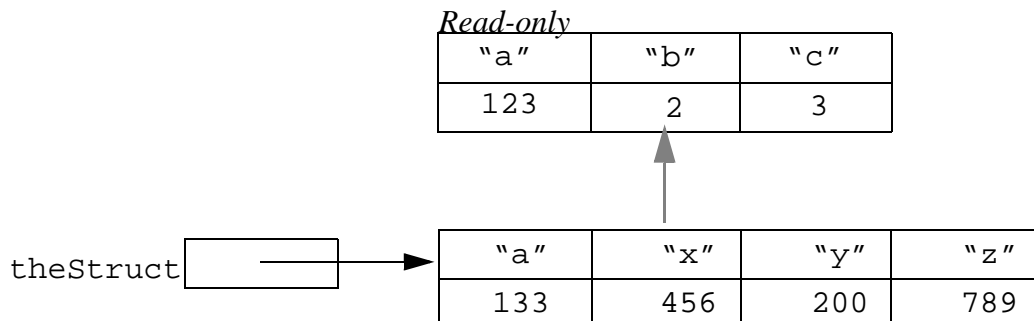 Read-only
“a” “b” “c”
123 2 3
theStruct
“a” “x” “y” “z”
133 456 200 789